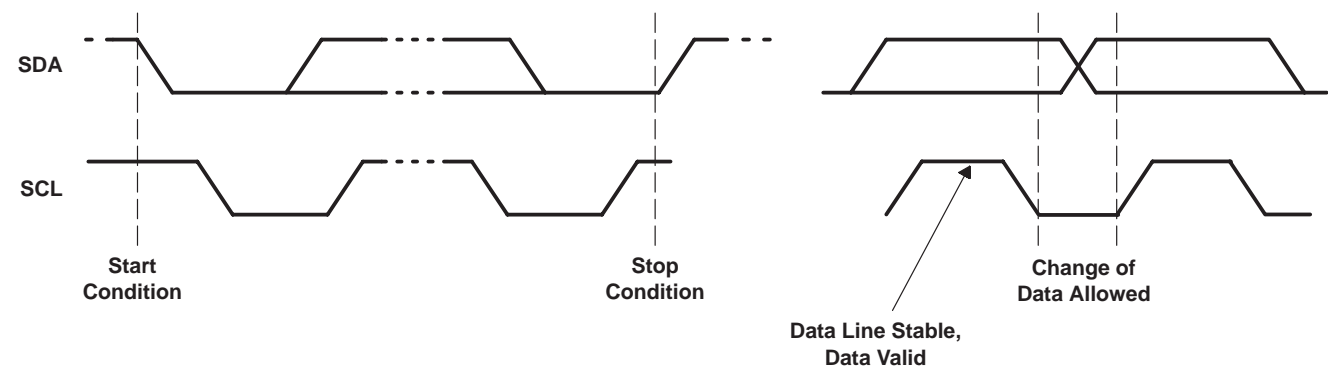 SDA
SCL
Start
Condition
Stop
Condition
Change of
Data Allowed
Data Line Stable,
Data Valid